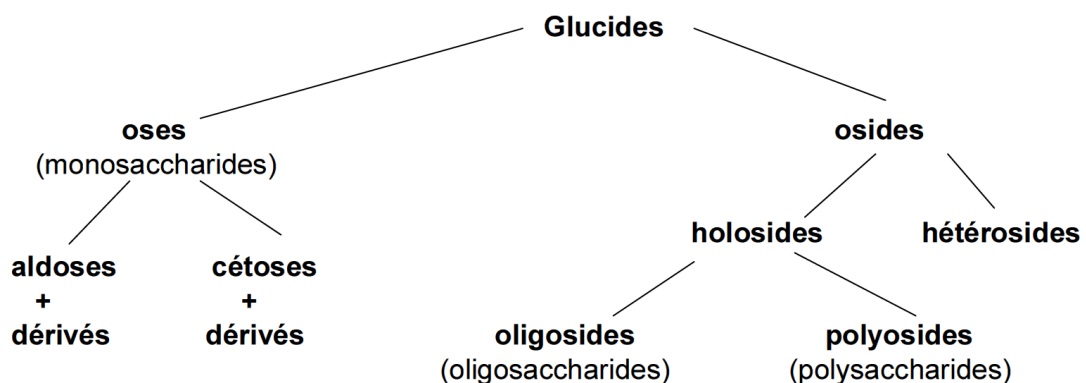 Glucides
oses
(monosaccharides)
osides
holosides
hétérosides
aldoses
+
dérivés
cétoses
+
dérivés
oligosides
(oligosaccharides)
polyosides
(polysaccharides)